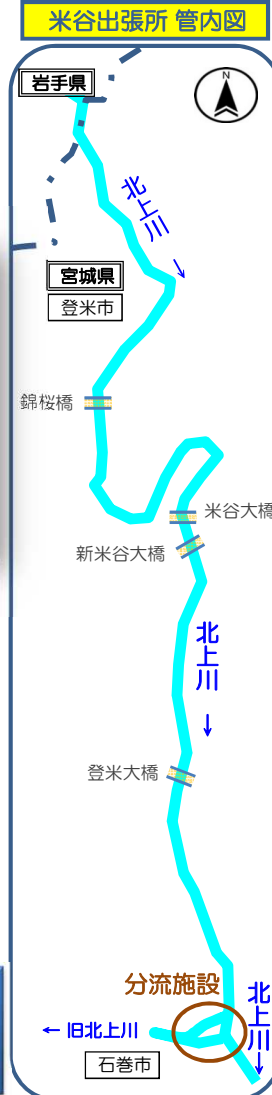 米谷出張所 管内図
岩手県
N
北上川
↓
宮城県
登米市
錦桜橋
米谷大橋
新米谷大橋
北上川
↓
登米大橋
分流施設
北上川
↓
← 旧北上川
石巻市